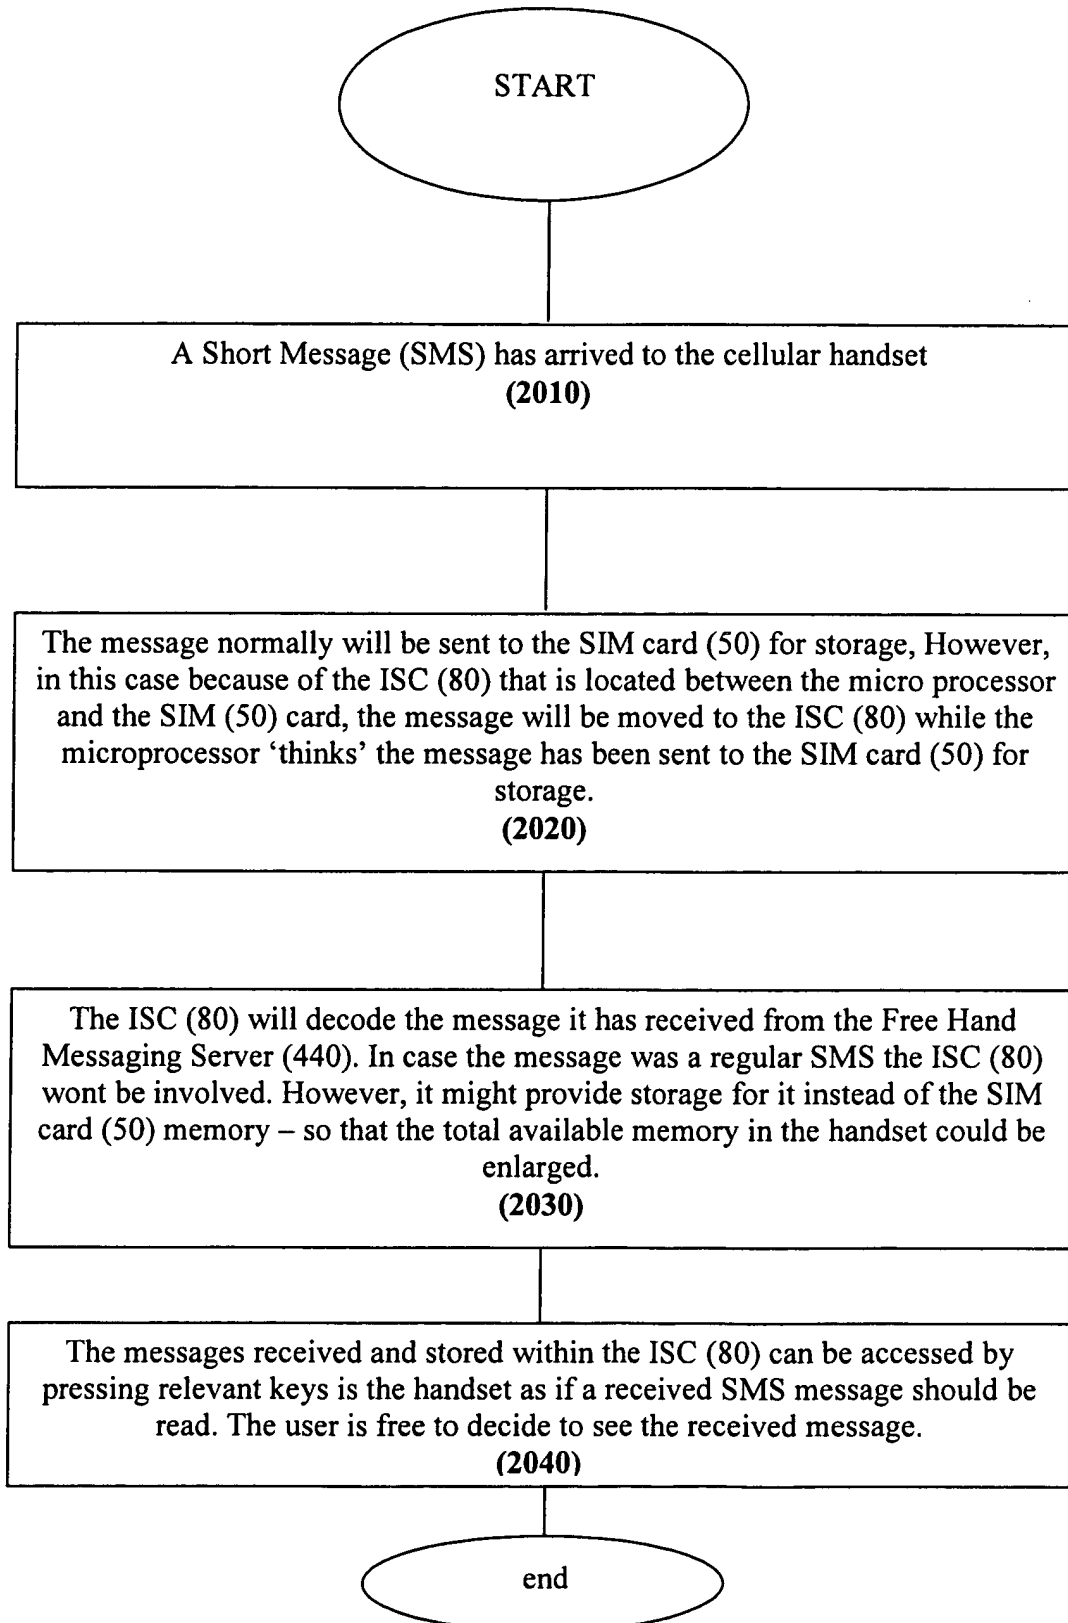 START
A Short Message (SMS) has arrived to the cellular handset
(2010)
The message normally will be sent to the SIM card (50) for storage, However,
in this case because of the ISC (80) that is located between the micro processor
and the SIM (50) card, the message will be moved to the ISC (80) while the
microprocessor ‘thinks’ the message has been sent to the SIM card (50) for
storage.
(2020)
The ISC (80) will decode the message it has received from the Free Hand
Messaging Server (440). In case the message was a regular SMS the ISC (80)
wont be involved. However, it might provide storage for it instead of the SIM
card (50) memory – so that the total available memory in the handset could be
enlarged.
(2030)
The messages received and stored within the ISC (80) can be accessed by
pressing relevant keys is the handset as if a received SMS message should be
read. The user is free to decide to see the received message.
(2040)
end